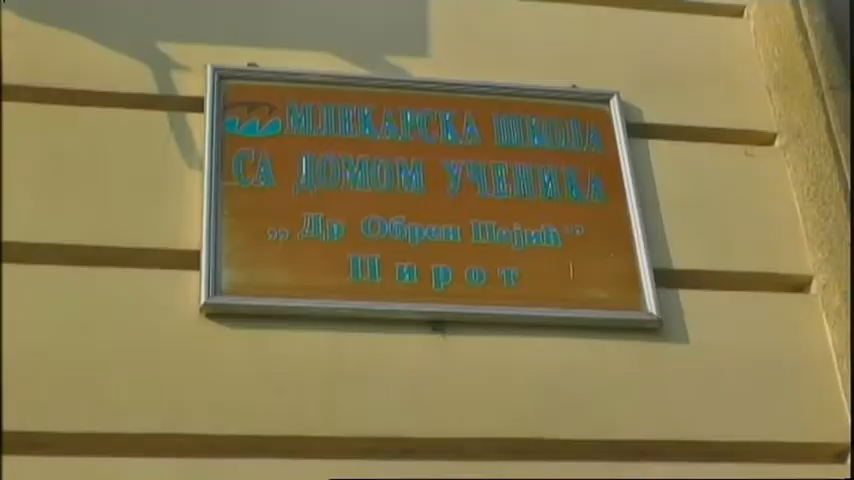 МЛЕКАРСКА ШКОЛА
СА ДОМОМ УЧЕНИКА
„Др Обрен Пејић”
Пирот